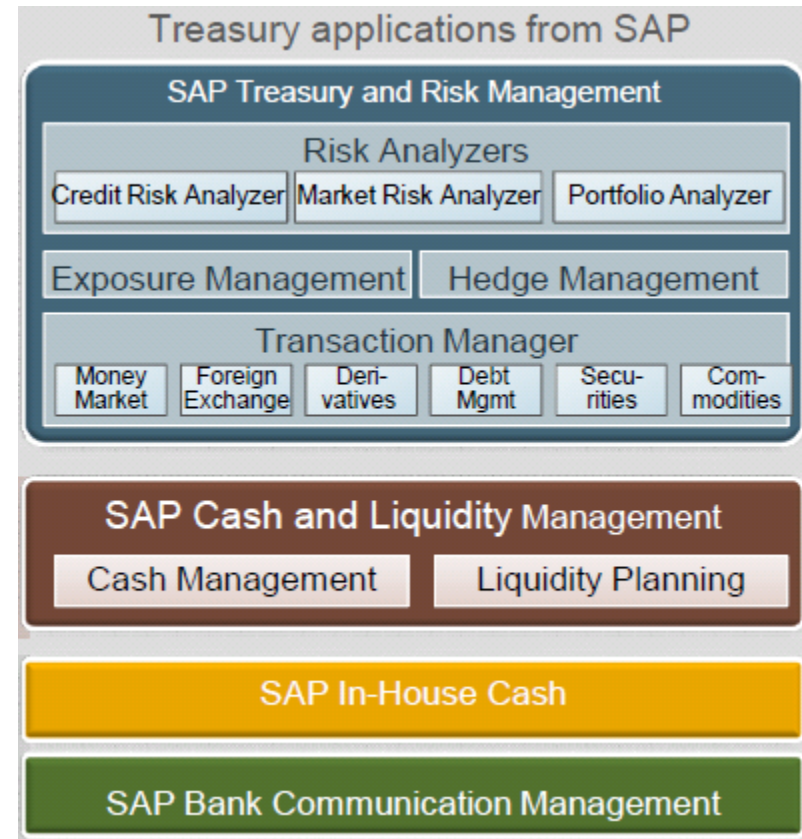 Treasury applications from SAP
SAP Treasury and Risk Management
Risk Analyzers
Credit Risk Analyzer
Market Risk Analyzer
Portfolio Analyzer
Exposure Management
Hedge Management
Transaction Manager
Money
Market
Foreign
Exchange
Deri-
vatives
Debt
Mgmt
Secu-
rities
Com-
modities
SAP Cash and Liquidity Management
Cash Management
Liquidity Planning
SAP In-House Cash
SAP Bank Communication Management